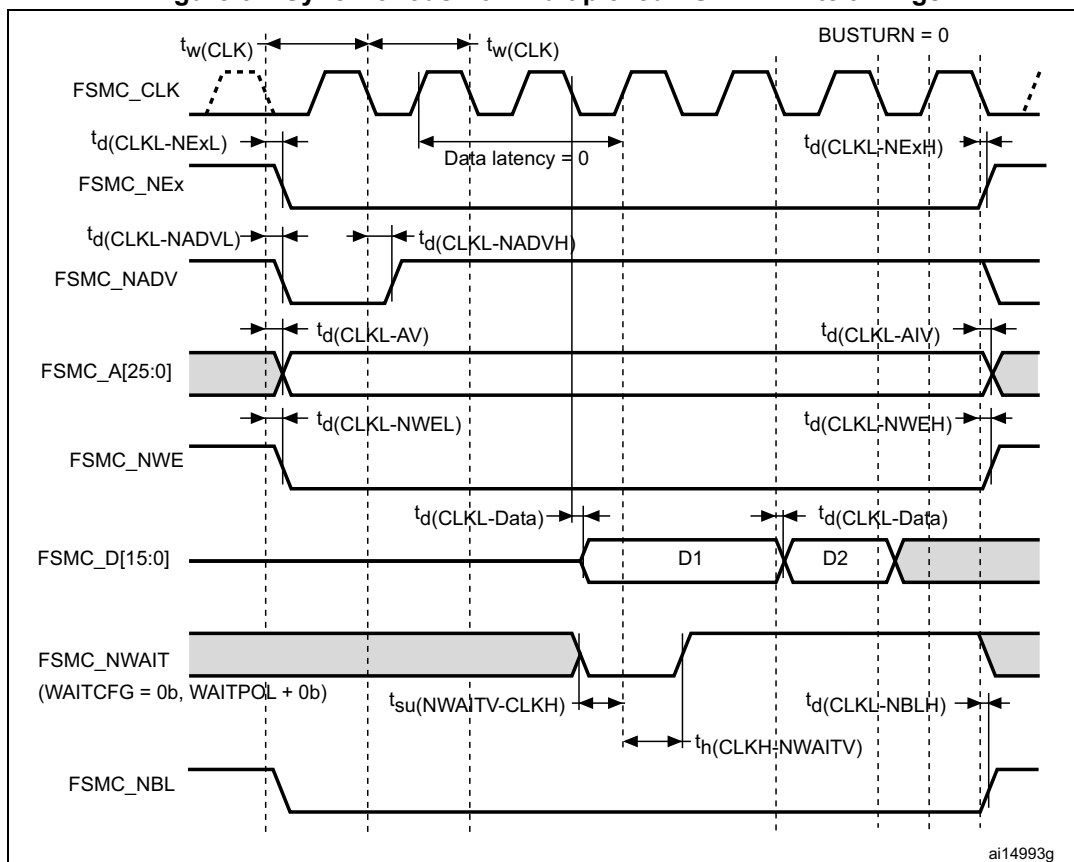 BUSTURN = 0
tw(CLK) tw(CLK)
FSMC_CLK
td(CLKL-NExL) Data latency = 0 td(CLKL-NExH)
FSMC_NEx
td(CLKL-NADVL) td(CLKL-NADVH)
FSMC_NADV
td(CLKL-AV) td(CLKL-AIV)
FSMC_A[25:0]
td(CLKL-NWEL) td(CLKL-NWEH)
FSMC_NWE
td(CLKL-Data) td(CLKL-Data)
FSMC_D[15:0] D1 D2
FSMC_NWAIT
(WAITCFG = 0b, WAITPOL + 0b)
tsu(NWAITV-CLKH) td(CLKL-NBLH)
th(CLKH-NWAITV)
FSMC_NBL
ai14993g